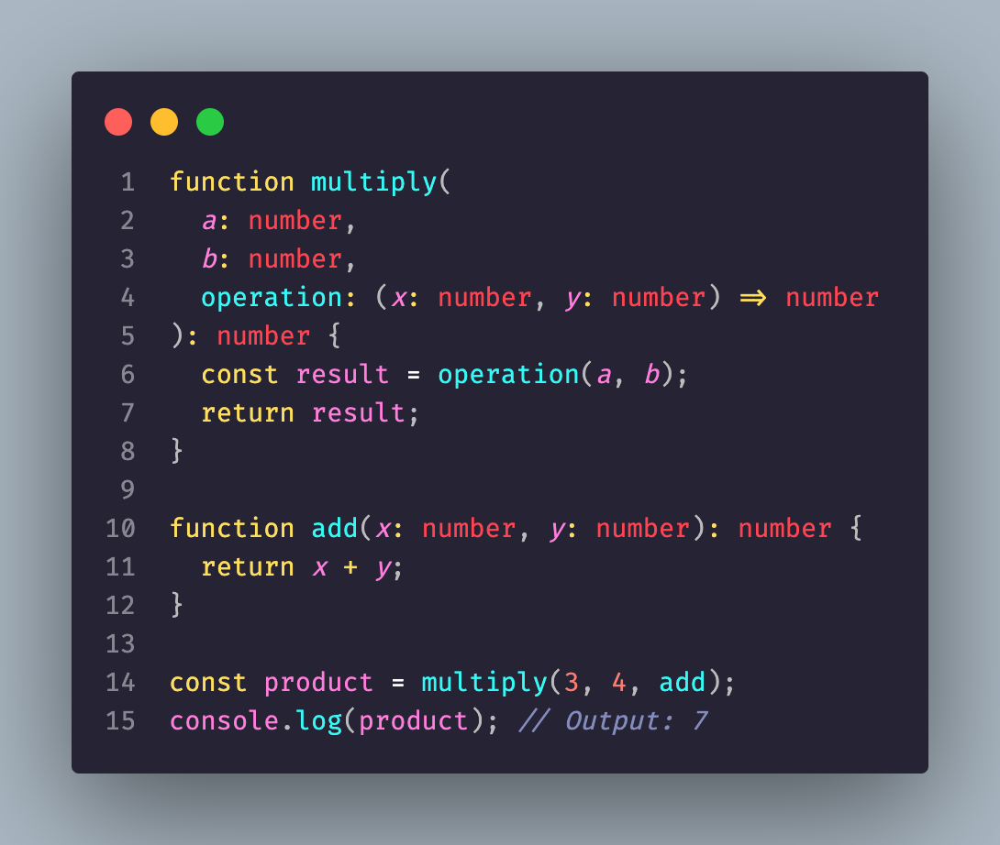 1 function multiply(
2   a: number,
3   b: number,
4   operation: (x: number, y: number) => number
5 ): number {
6   const result = operation(a, b);
7   return result;
8 }
9
10 function add(x: number, y: number): number {
11   return x + y;
12 }
13
14 const product = multiply(3, 4, add);
15 console.log(product); // Output: 7